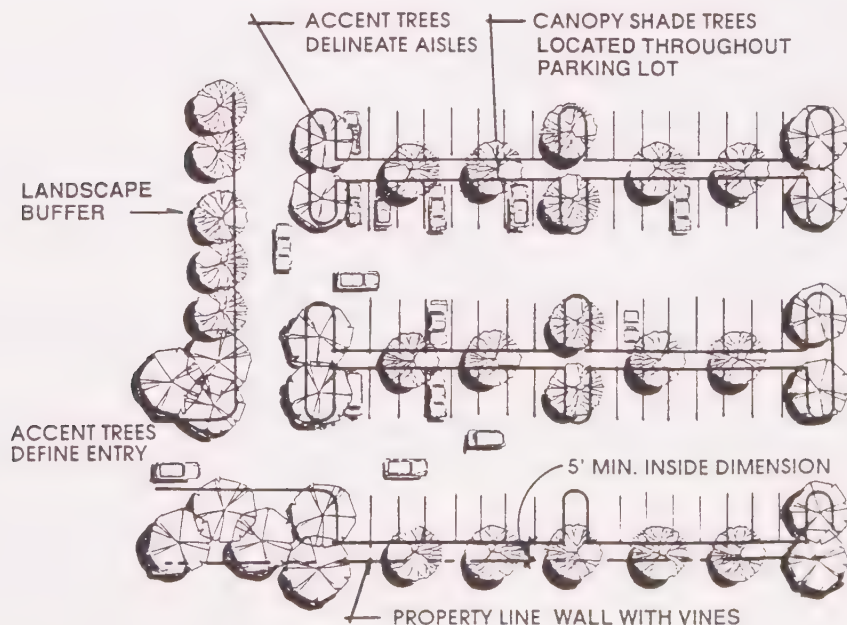 ACCENT TREES
DELINEATE AISLES
CANOPY SHADE TREES
LOCATED THROUGHOUT
PARKING LOT
LANDSCAPE
BUFFER
ACCENT TREES
DEFINE ENTRY
5' MIN. INSIDE DIMENSION
PROPERTY LINE WALL WITH VINES